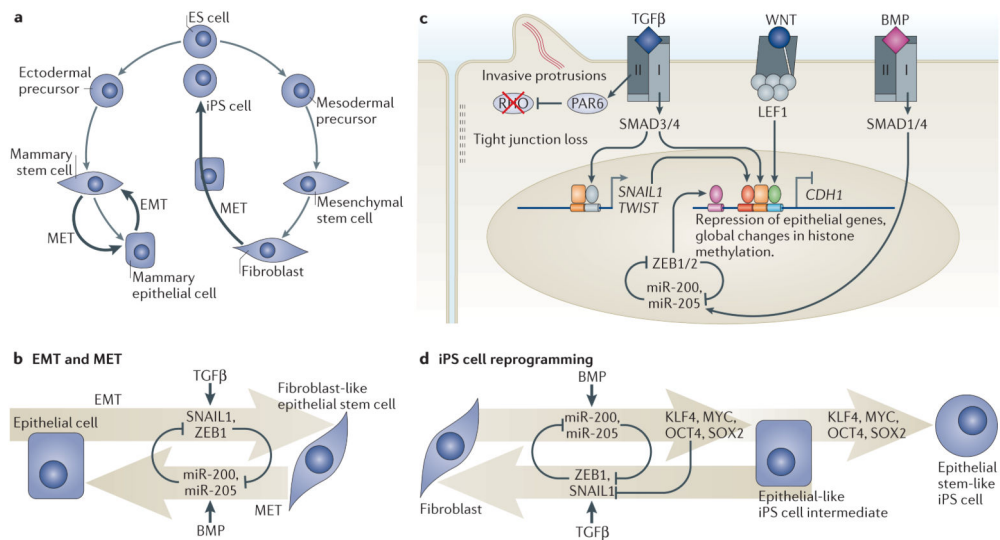 a
ES cell
Ectodermal
precursor
iPS cell
Mesodermal
precursor
Mammary
stem cell
EMT
MET
MET
Mesenchymal
stem cell
Fibroblast
Mammary
epithelial cell
c
TGFβ
WNT
BMP
II
I
II
I
Invasive protrusions
RHO
PAR6
LEF1
SMAD3/4
SMAD1/4
Tight junction loss
SNAIL1
TWIST
CDH1
Repression of epithelial genes,
global changes in histone
methylation.
ZEB1/2
miR-200,
miR-205
b EMT and MET
TGFβ
EMT
Fibroblast-like
epithelial stem cell
Epithelial cell
SNAIL1,
ZEB1
miR-200,
miR-205
MET
BMP
d iPS cell reprogramming
BMP
miR-200,
miR-205
KLF4, MYC,
OCT4, SOX2
KLF4, MYC,
OCT4, SOX2
ZEB1,
SNAIL1
Fibroblast
TGFβ
Epithelial-like
iPS cell intermediate
Epithelial
stem-like
iPS cell